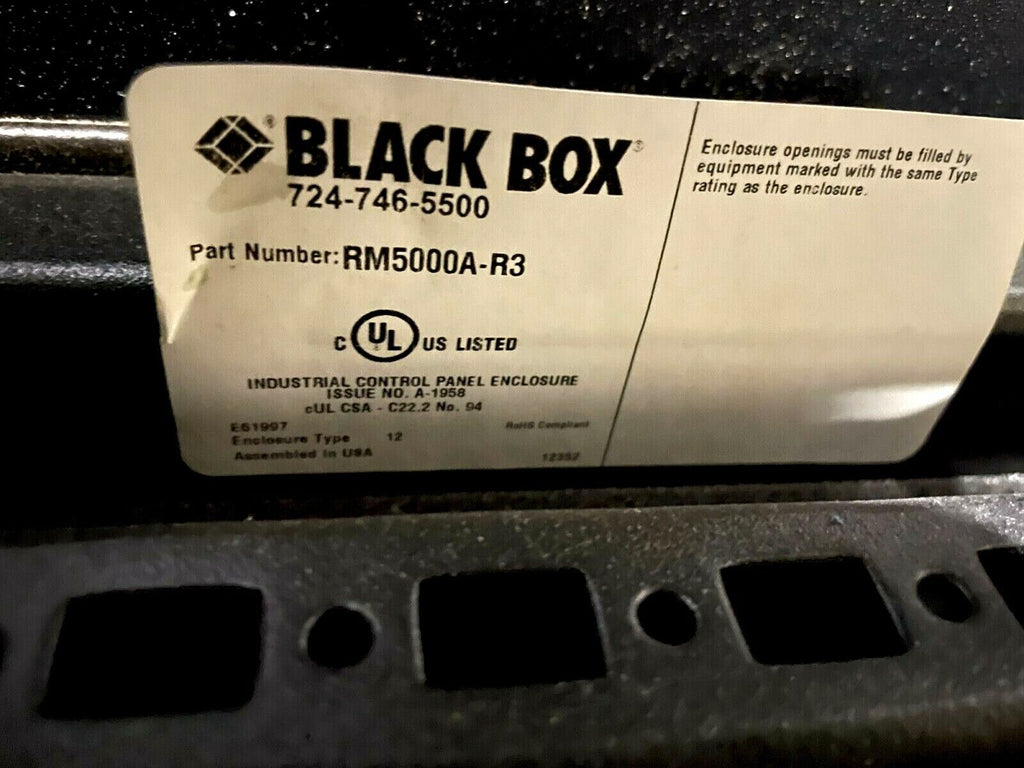 BLACK BOX®
724-746-5500
Part Number: RM5000A-R3
C UL US LISTED
INDUSTRIAL CONTROL PANEL ENCLOSURE
ISSUE NO. A-1958
cUL CSA - C22.2 No. 94
E61997
Enclosure Type 12
Assembled in USA
RoHS Compliant
12352
Enclosure openings must be filled by
equipment marked with the same Type
rating as the enclosure.